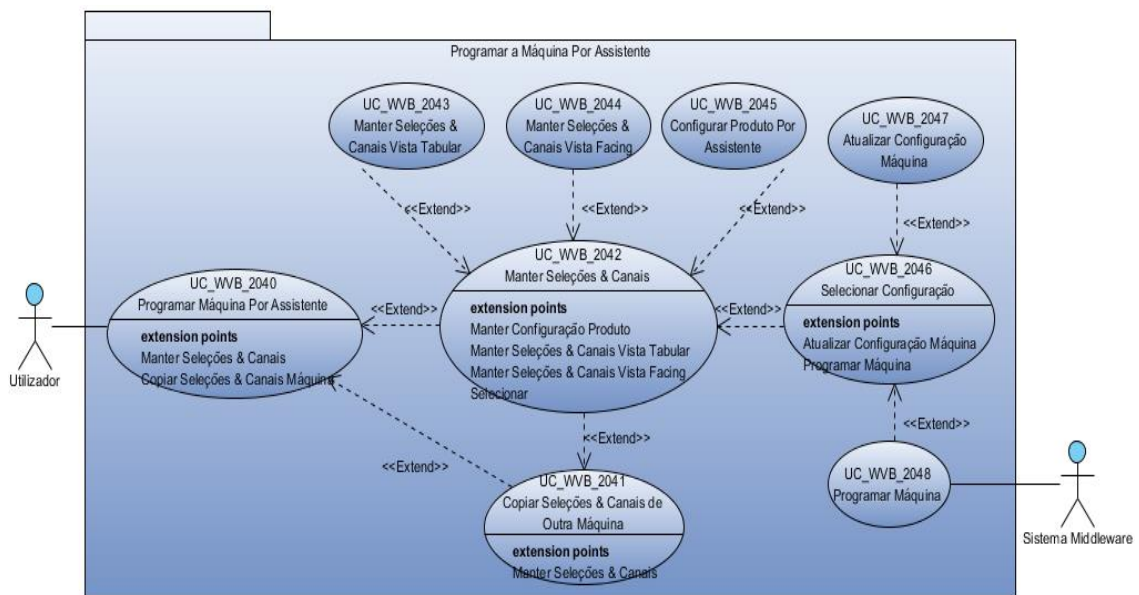 Programar a Máquina Por Assistente
UC_WVB_2043
Manter Seleções &
Canais Vista Tabular
UC_WVB_2044
Manter Seleções &
Canais Vista Facing
UC_WVB_2045
Configurar Produto Por
Assistente
UC_WVB_2047
Atualizar Configuração
Máquina
<<Extend>>
<<Extend>>
<<Extend>>
<<Extend>>
UC_WVB_2040
Programar Máquina Por Assistente
extension points
Manter Seleções & Canais
Copiar Seleções & Canais Máquina
<<Extend>>
UC_WVB_2042
Manter Seleções & Canais
extension points
Manter Configuração Produto
Manter Seleções & Canais Vista Tabular
Manter Seleções & Canais Vista Facing
Selecionar
<<Extend>>
UC_WVB_2046
Selecionar Configuração
extension points
Atualizar Configuração Máquina
Programar Máquina
Utilizador
<<Extend>>
<<Extend>>
<<Extend>>
UC_WVB_2041
Copiar Seleções & Canais de
Outra Máquina
extension points
Manter Seleções & Canais
UC_WVB_2048
Programar Máquina
Sistema Middleware